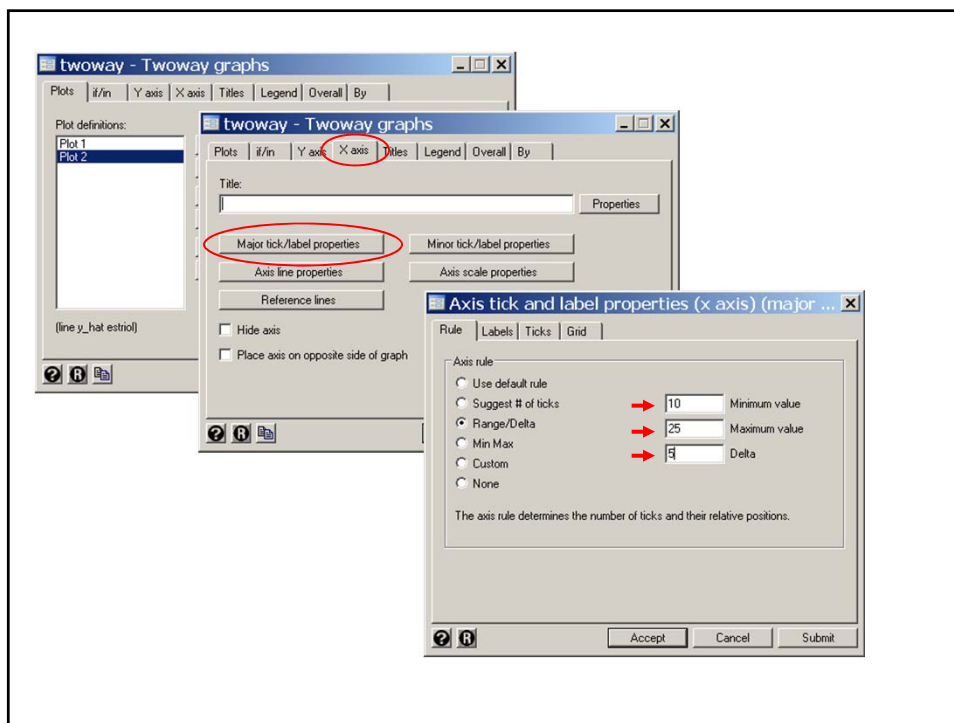 twoway - Twoway graphs
Plots if/in Y axis X axis Titles Legend Overall By
Plot definitions:
Plot 1
Plot 2
(line y_hat estriol)
twoway - Twoway graphs
Plots if/in Y axis X axis Titles Legend Overall By
Title:
Properties
Major tick/label properties Minor tick/label properties
Axis line properties Axis scale properties
Reference lines
Hide axis
Place axis on opposite side of graph
Axis tick and label properties (x axis) (major ...
Rule Labels Ticks Grid
Axis rule
Use default rule
Suggest # of ticks 10 Minimum value
Range/Delta 25 Maximum value
Min Max 5 Delta
Custom
None
The axis rule determines the number of ticks and their relative positions.
Accept Cancel Submit